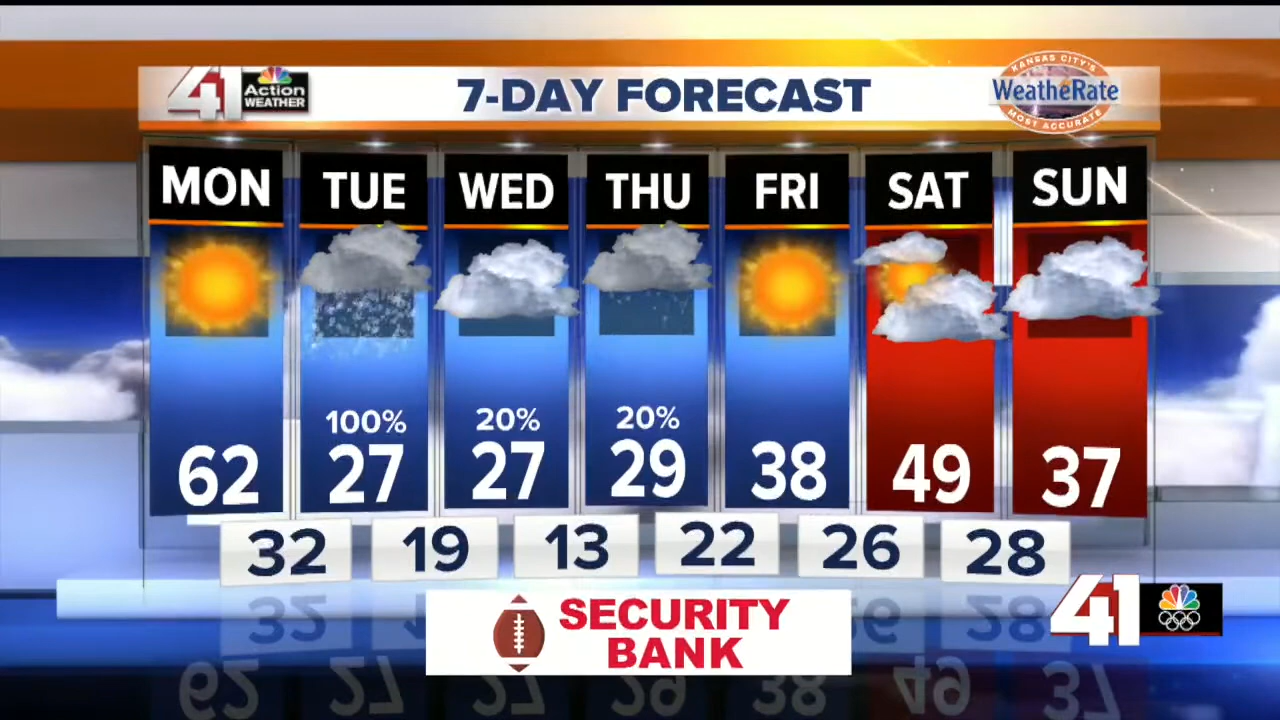 41
Action
WEATHER
7-DAY FORECAST
KANSAS CITY'S
WeatheRate
MOST ACCURATE
MON TUE WED THU FRI SAT SUN
100% 20% 20%
62 27 27 29 38 49 37
32 19 13 22 26 28
SECURITY
BANK
41